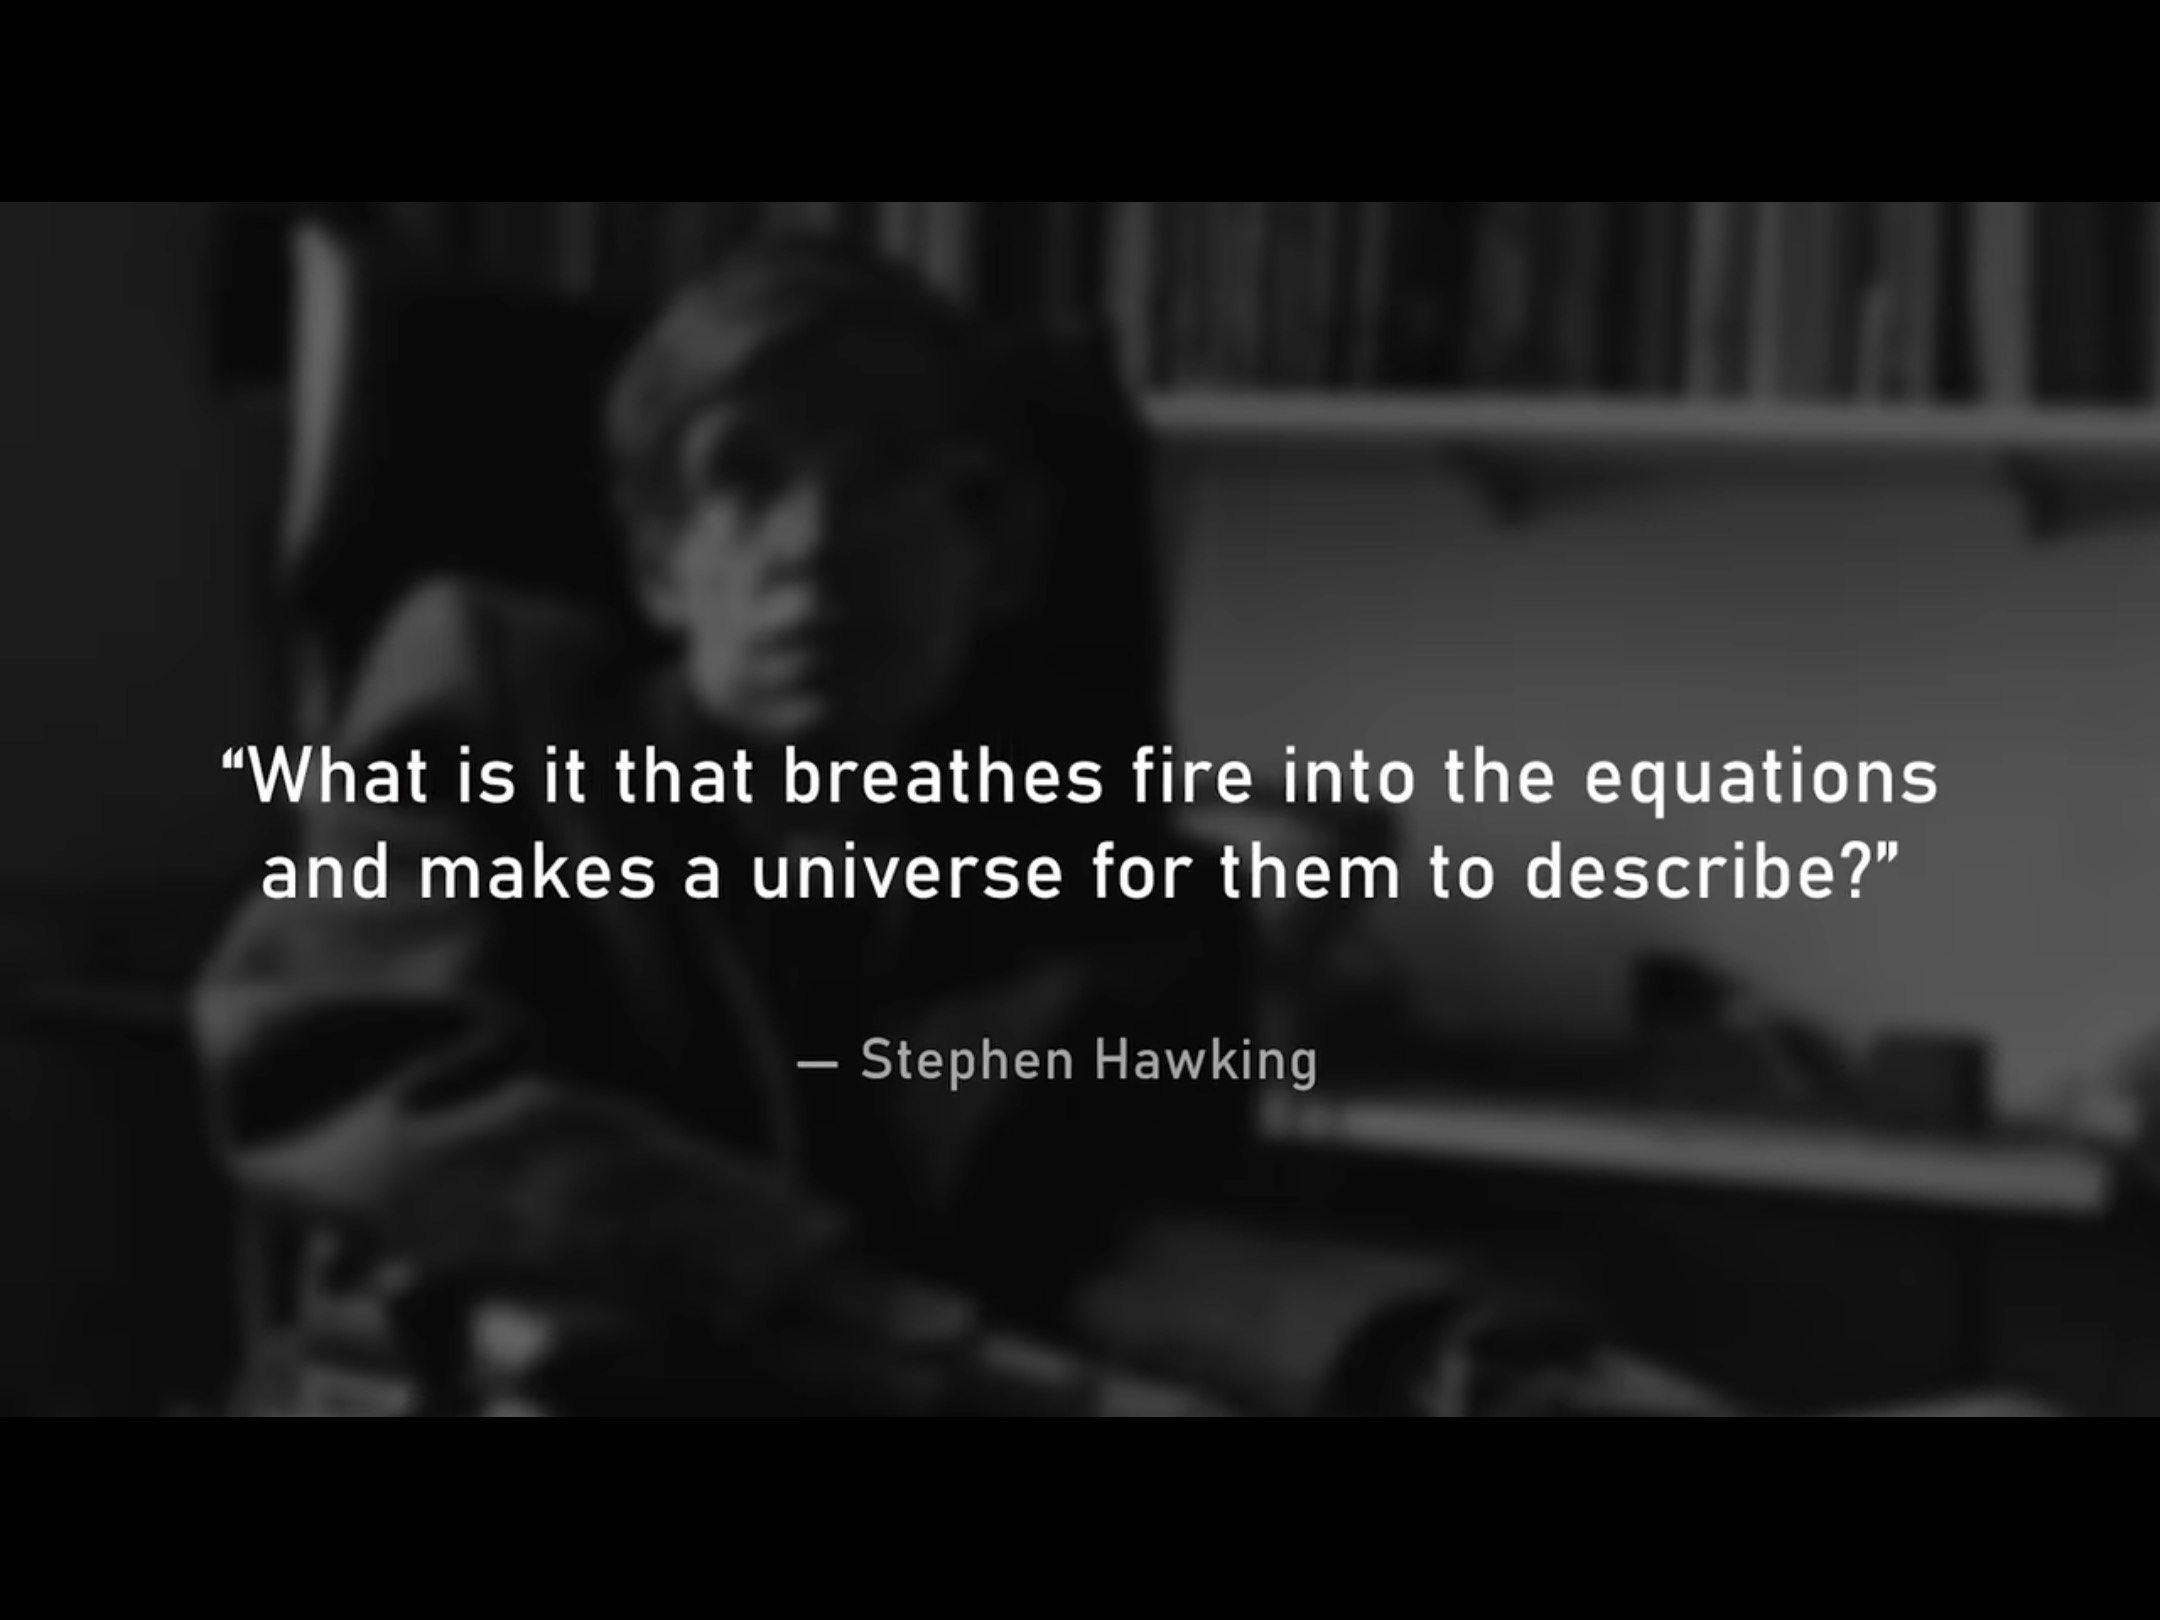 “What is it that breathes fire into the equations
and makes a universe for them to describe?”
— Stephen Hawking